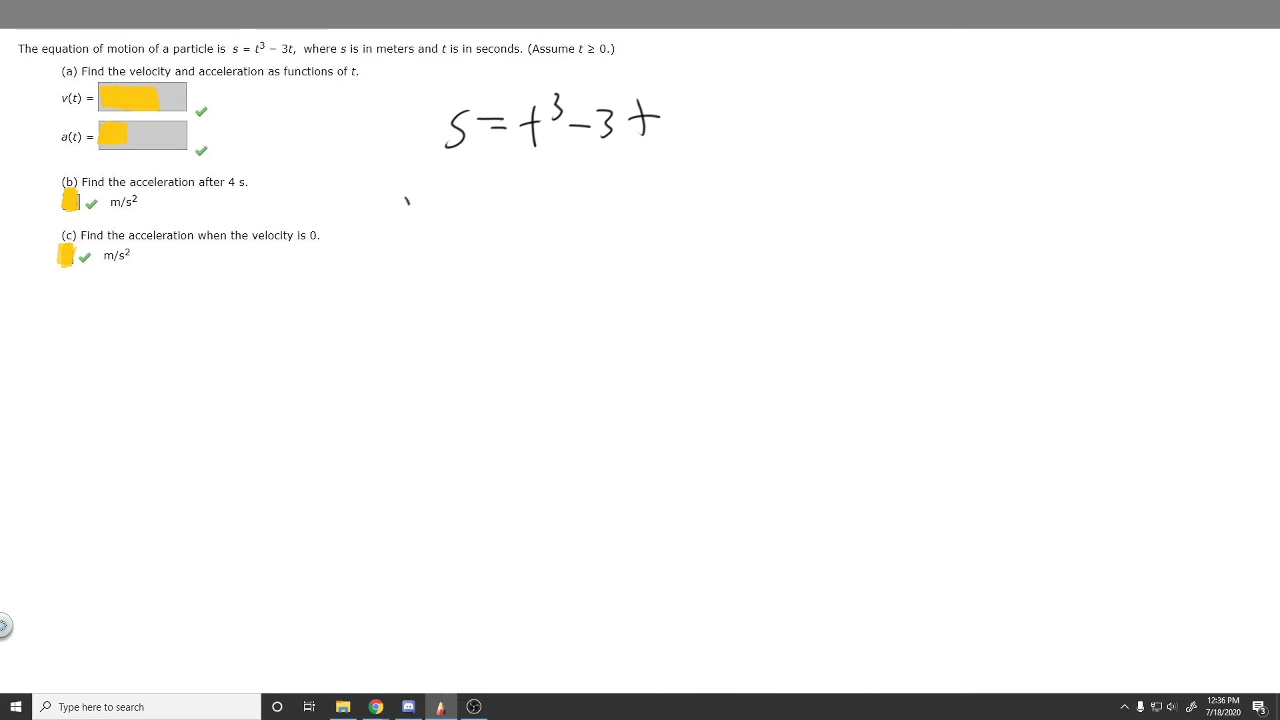 The equation of motion of a particle is s = t³ − 3t, where s is in meters and t is in seconds. (Assume t ≥ 0.)
(a) Find the velocity and acceleration as functions of t.
v(t) =
a(t) =
s = t³ − 3t
(b) Find the acceleration after 4 s.
m/s²
(c) Find the acceleration when the velocity is 0.
m/s²
Type here to search
12:36 PM
7/18/2020
3